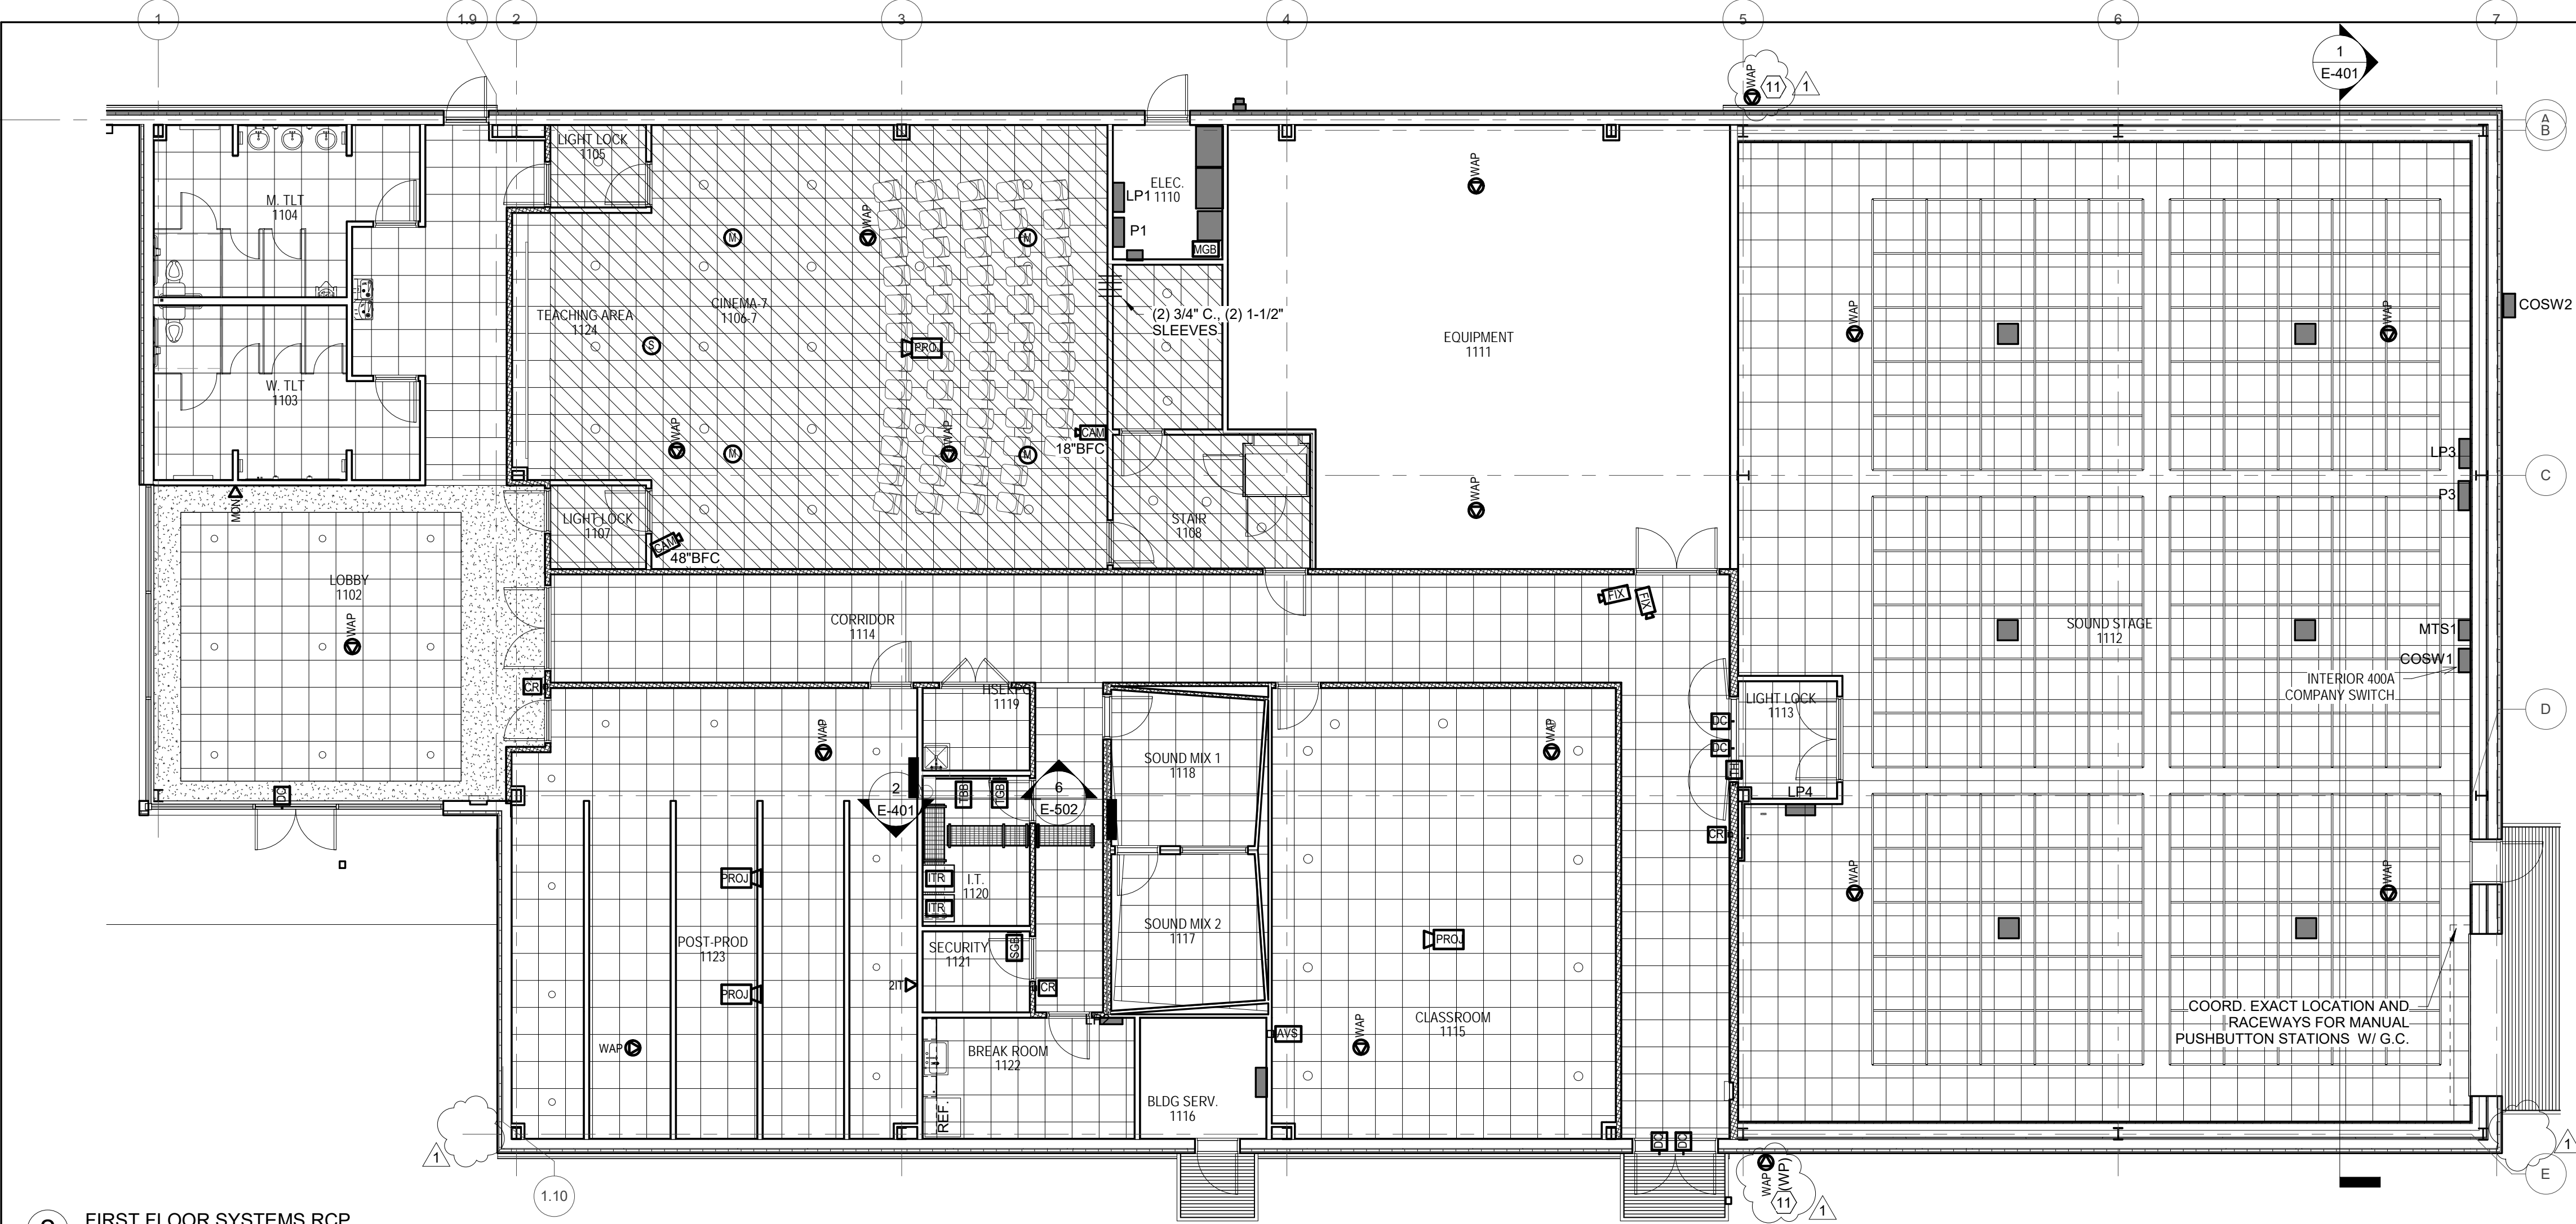 1
1.9
2
3
4
5
6
7
1
E-401
WAP
11
1
A
B
LIGHT LOCK
1105
M. TLT
1104
ELEC.
1110
LP1
P1
MGB
WAP
WAP
M
M
CINEMA-7
1106-7
TEACHING AREA
1124
(2) 3/4" C., (2) 1-1/2"
SLEEVES
S
PROJ
EQUIPMENT
1111
WAP
WAP
COSW2
W. TLT
1103
WAP
WAP
M
M
CAM
18"BFC
LP3
C
P3
MON
LIGHT LOCK
1107
CAM
48"BFC
STAIR
1108
WAP
LOBBY
1102
WAP
FIX
FIX
CORRIDOR
1114
SOUND STAGE
1112
MTS1
COSW1
INTERIOR 400A
COMPANY SWITCH
CR
HSEKPG
1119
LIGHT LOCK
1113
D
DC
DC
WAP
WAP
SOUND MIX 1
1118
H
DC
2
E-401
TBB
TGB
6
E-502
LP4
CR
PROJ
ITR
ITR
I.T.
1120
WAP
WAP
POST-PROD
1123
SECURITY
1121
SGB
SOUND MIX 2
1117
PROJ
2IT
CR
PROJ
COORD. EXACT LOCATION AND
RACEWAYS FOR MANUAL
PUSHBUTTON STATIONS W/ G.C.
CLASSROOM
1115
WAP
BREAK ROOM
1122
AVS
WAP
REF.
BLDG SERV.
1116
DC
DC
1
1
WAP
(WP)
11
1
E
1.10
FIRST FLOOR SYSTEMS RCP